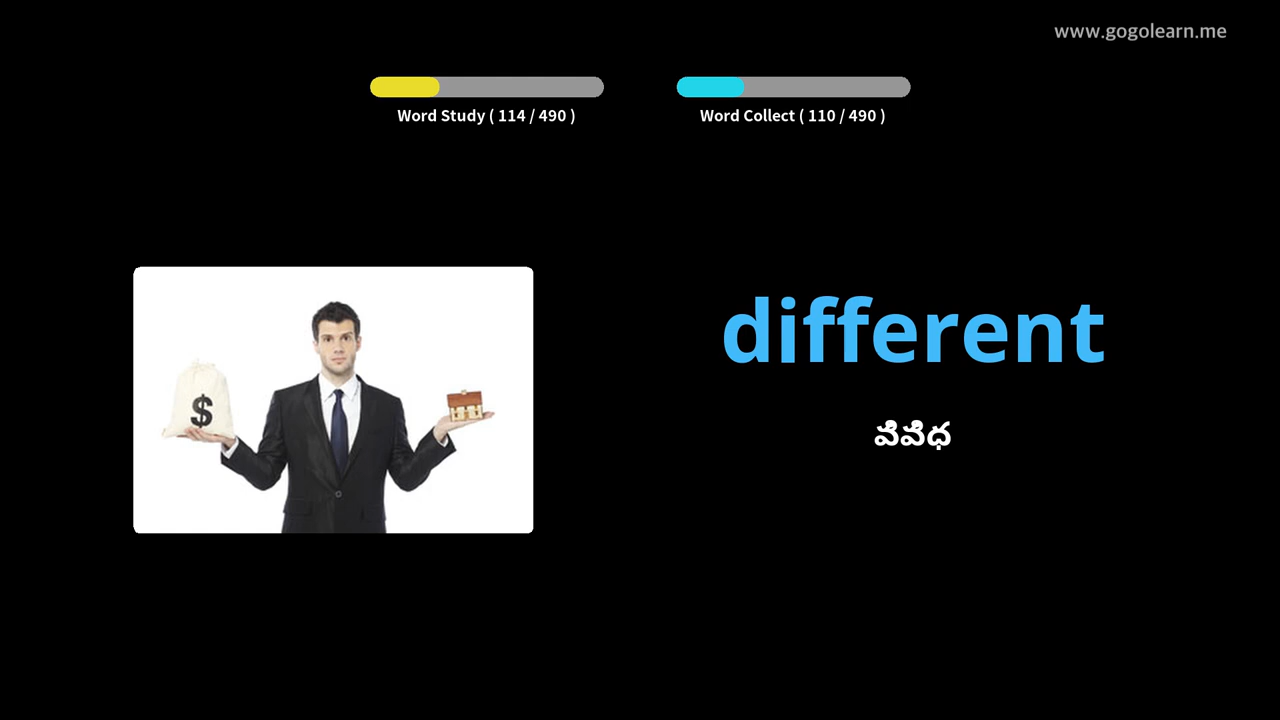 www.gogolearn.me
Word Study ( 114 / 490 )
Word Collect ( 110 / 490 )
$
different
వివిధ